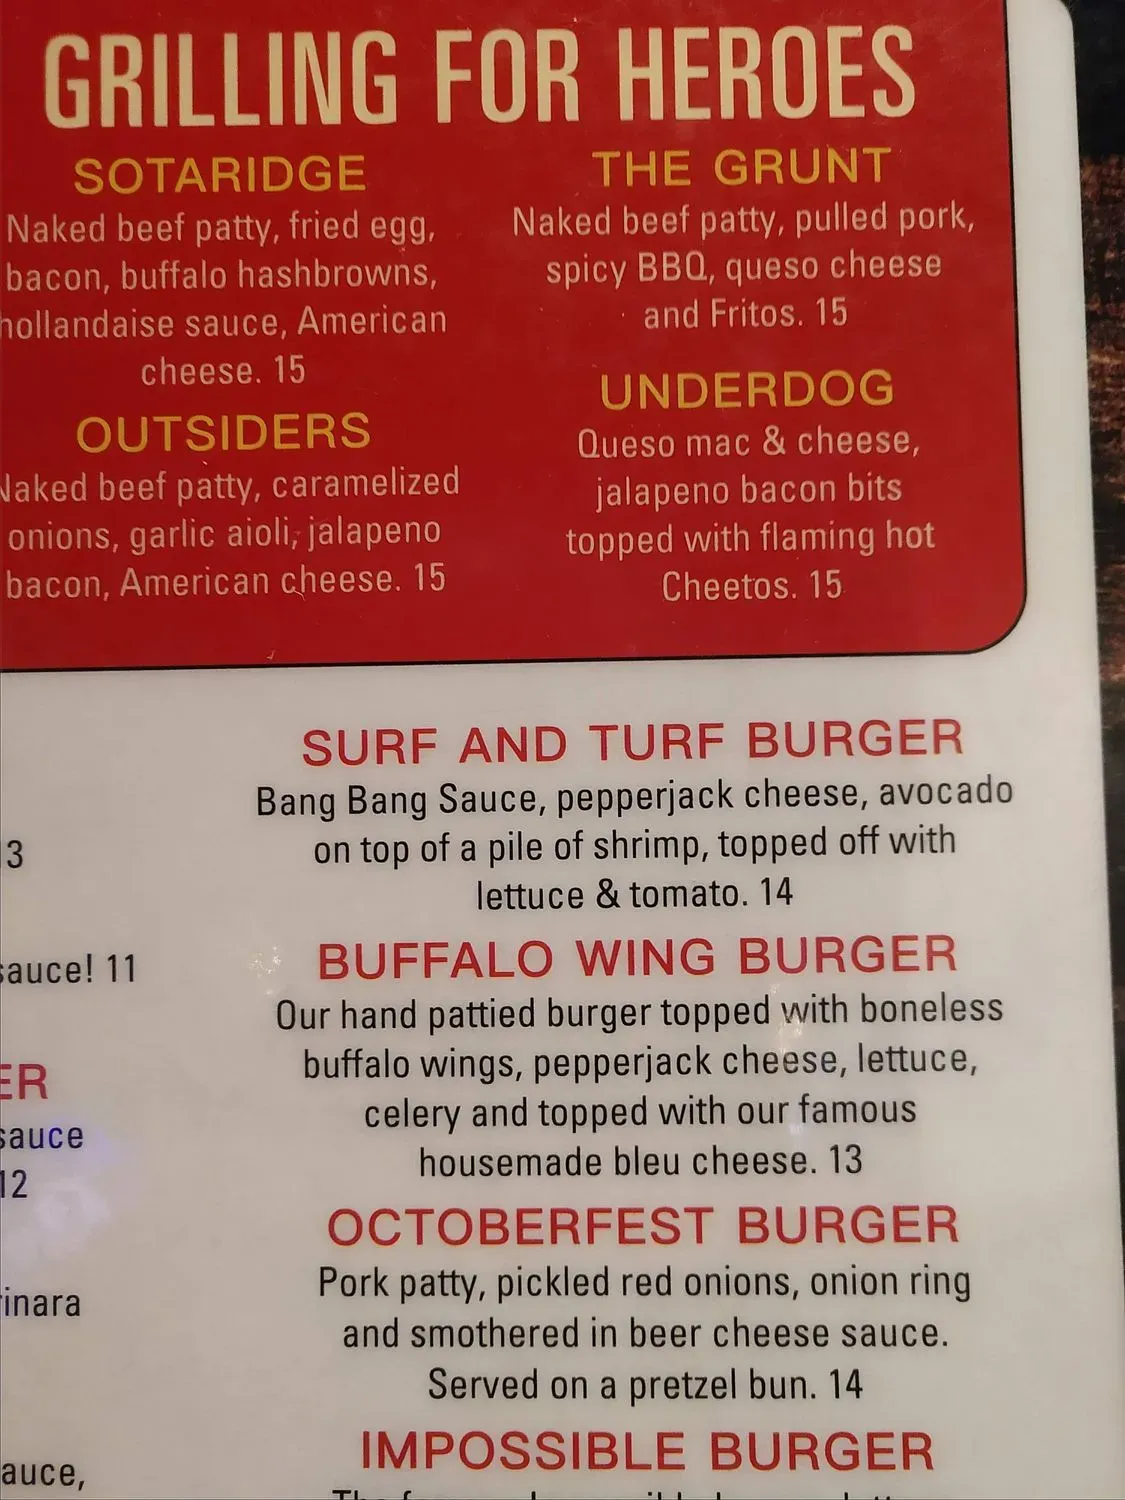 GRILLING FOR HEROES
SOTARIDGE
Naked beef patty, fried egg,
bacon, buffalo hashbrowns,
hollandaise sauce, American
cheese. 15
OUTSIDERS
Naked beef patty, caramelized
onions, garlic aioli, jalapeno
bacon, American cheese. 15
THE GRUNT
Naked beef patty, pulled pork,
spicy BBQ, queso cheese
and Fritos. 15
UNDERDOG
Queso mac & cheese,
jalapeno bacon bits
topped with flaming hot
Cheetos. 15
3
sauce! 11
ER
sauce
12
auce,
SURF AND TURF BURGER
Bang Bang Sauce, pepperjack cheese, avocado
on top of a pile of shrimp, topped off with
lettuce & tomato. 14
BUFFALO WING BURGER
Our hand pattied burger topped with boneless
buffalo wings, pepperjack cheese, lettuce,
celery and topped with our famous
housemade bleu cheese. 13
OCTOBERFEST BURGER
Pork patty, pickled red onions, onion ring
and smothered in beer cheese sauce.
Served on a pretzel bun. 14
IMPOSSIBLE BURGER